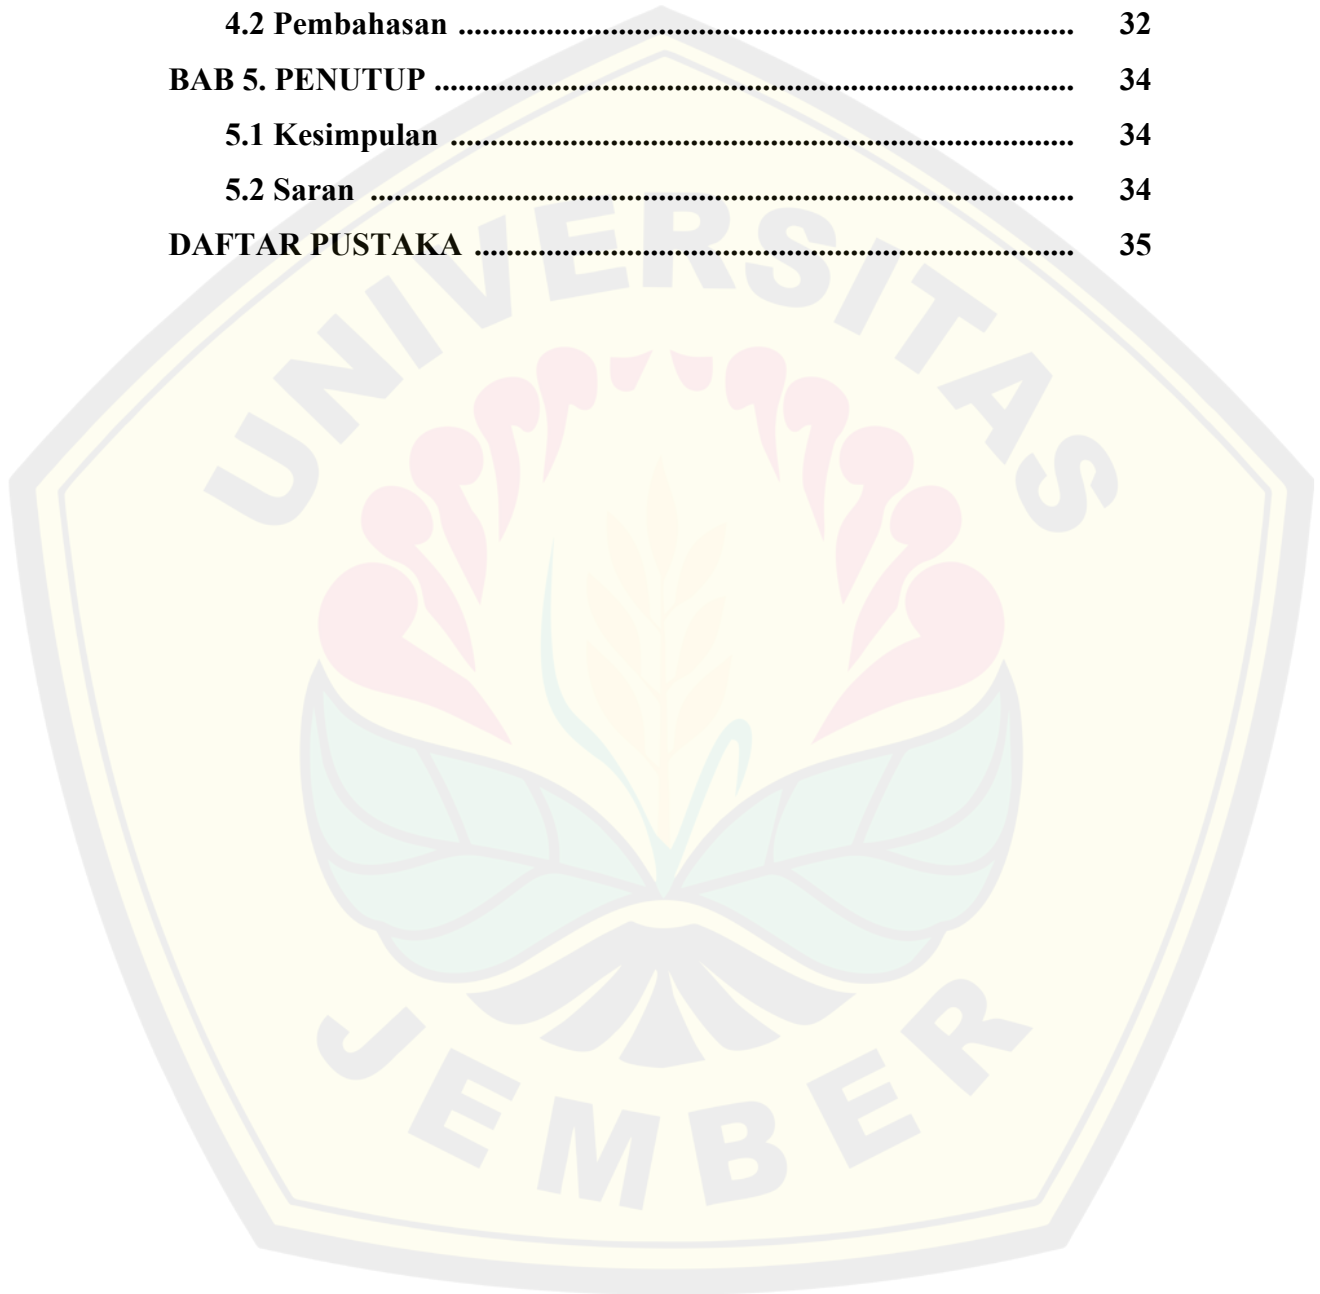 4.2 Pembahasan ............................................................................. 32
BAB 5. PENUTUP ................................................................................ 34
5.1 Kesimpulan .............................................................................. 34
5.2 Saran ........................................................................................ 34
DAFTAR PUSTAKA ........................................................................... 35
UNIVERSITAS
JEMBER